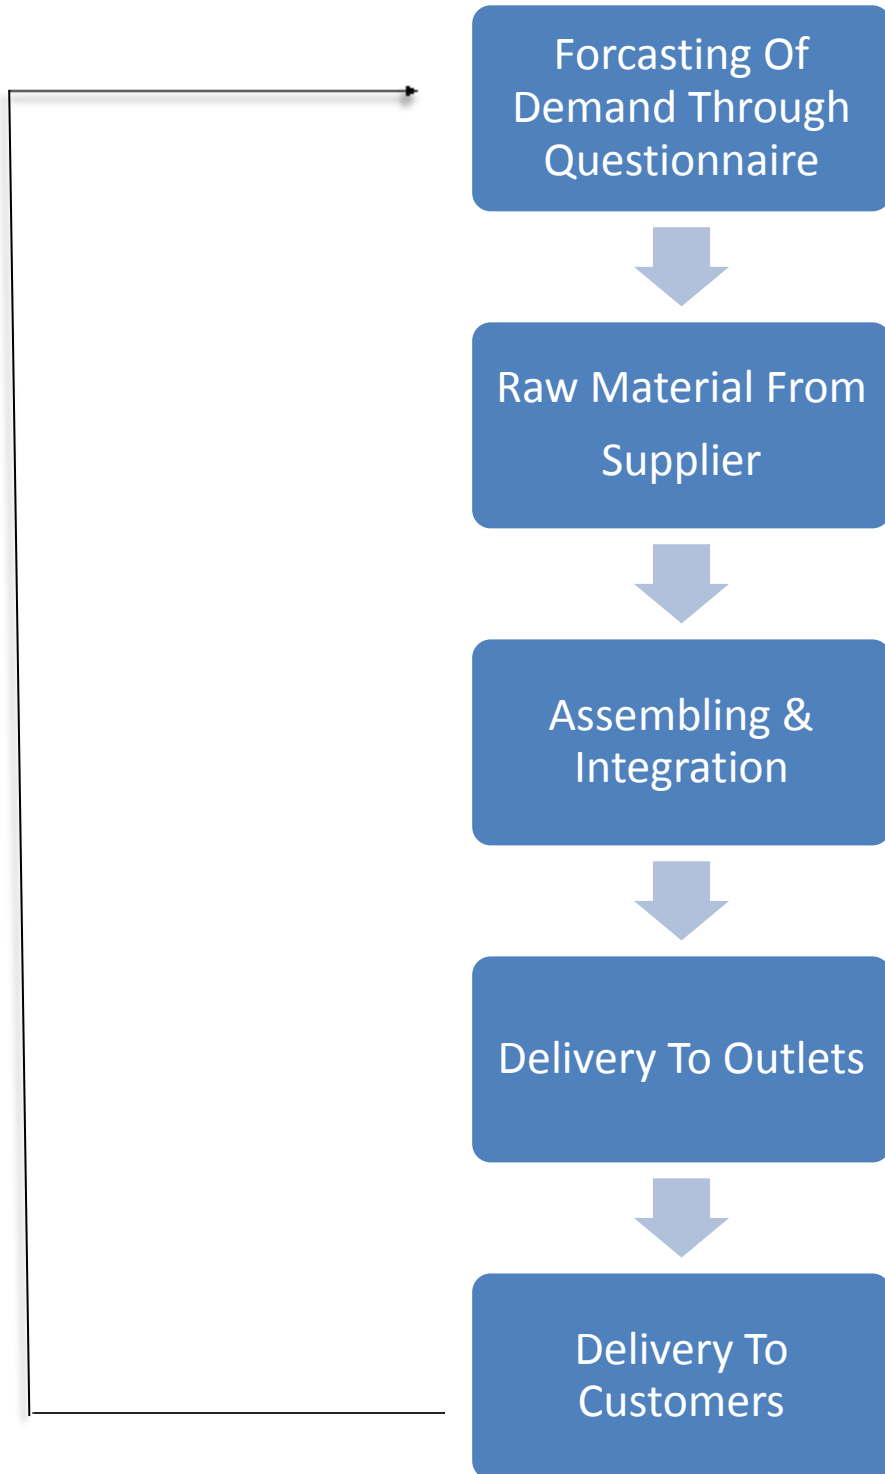 Forcasting Of
Demand Through
Questionnaire
Raw Material From
Supplier
Assembling &
Integration
Delivery To Outlets
Delivery To
Customers